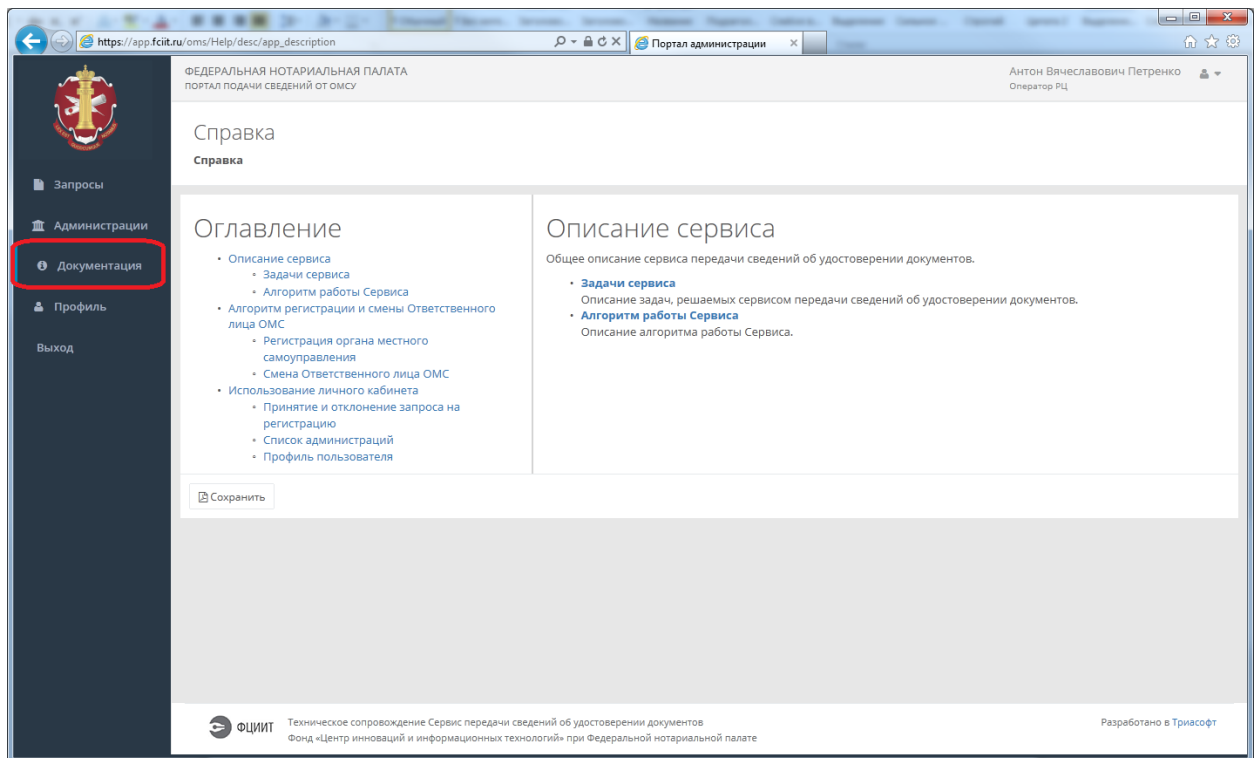 https://app.fciit.ru/oms/Help/desc/app_description
Портал администрации
ФЕДЕРАЛЬНАЯ НОТАРИАЛЬНАЯ ПАЛАТА
ПОРТАЛ ПОДАЧИ СВЕДЕНИЙ ОТ ОМСУ
Антон Вячеславович Петренко
Оператор РЦ
Справка
Справка
Запросы
Администрации
Документация
Профиль
Выход
Оглавление
Описание сервиса
Задачи сервиса
Алгоритм работы Сервиса
Алгоритм регистрации и смены Ответственного
лица ОМС
Регистрация органа местного
самоуправления
Смена Ответственного лица ОМС
Использование личного кабинета
Принятие и отклонение запроса на
регистрацию
Список администраций
Профиль пользователя
Описание сервиса
Общее описание сервиса передачи сведений об удостоверении документов.
Задачи сервиса
Описание задач, решаемых сервисом передачи сведений об удостоверении документов.
Алгоритм работы Сервиса
Описание алгоритма работы Сервиса.
Сохранить
ФЦИИТ
Техническое сопровождение Сервис передачи сведений об удостоверении документов
Фонд «Центр инноваций и информационных технологий» при Федеральной нотариальной палате
Разработано в Триасофт